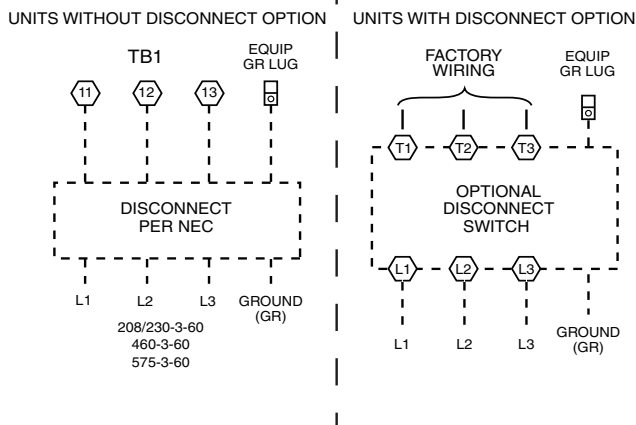 UNITS WITHOUT DISCONNECT OPTION
TB1
EQUIP
GR LUG
11
12
13
DISCONNECT
PER NEC
L1
L2
L3
GROUND
(GR)
208/230-3-60
460-3-60
575-3-60
UNITS WITH DISCONNECT OPTION
FACTORY
WIRING
EQUIP
GR LUG
T1
T2
T3
OPTIONAL
DISCONNECT
SWITCH
L1
L2
L3
L1
L2
L3
GROUND
(GR)